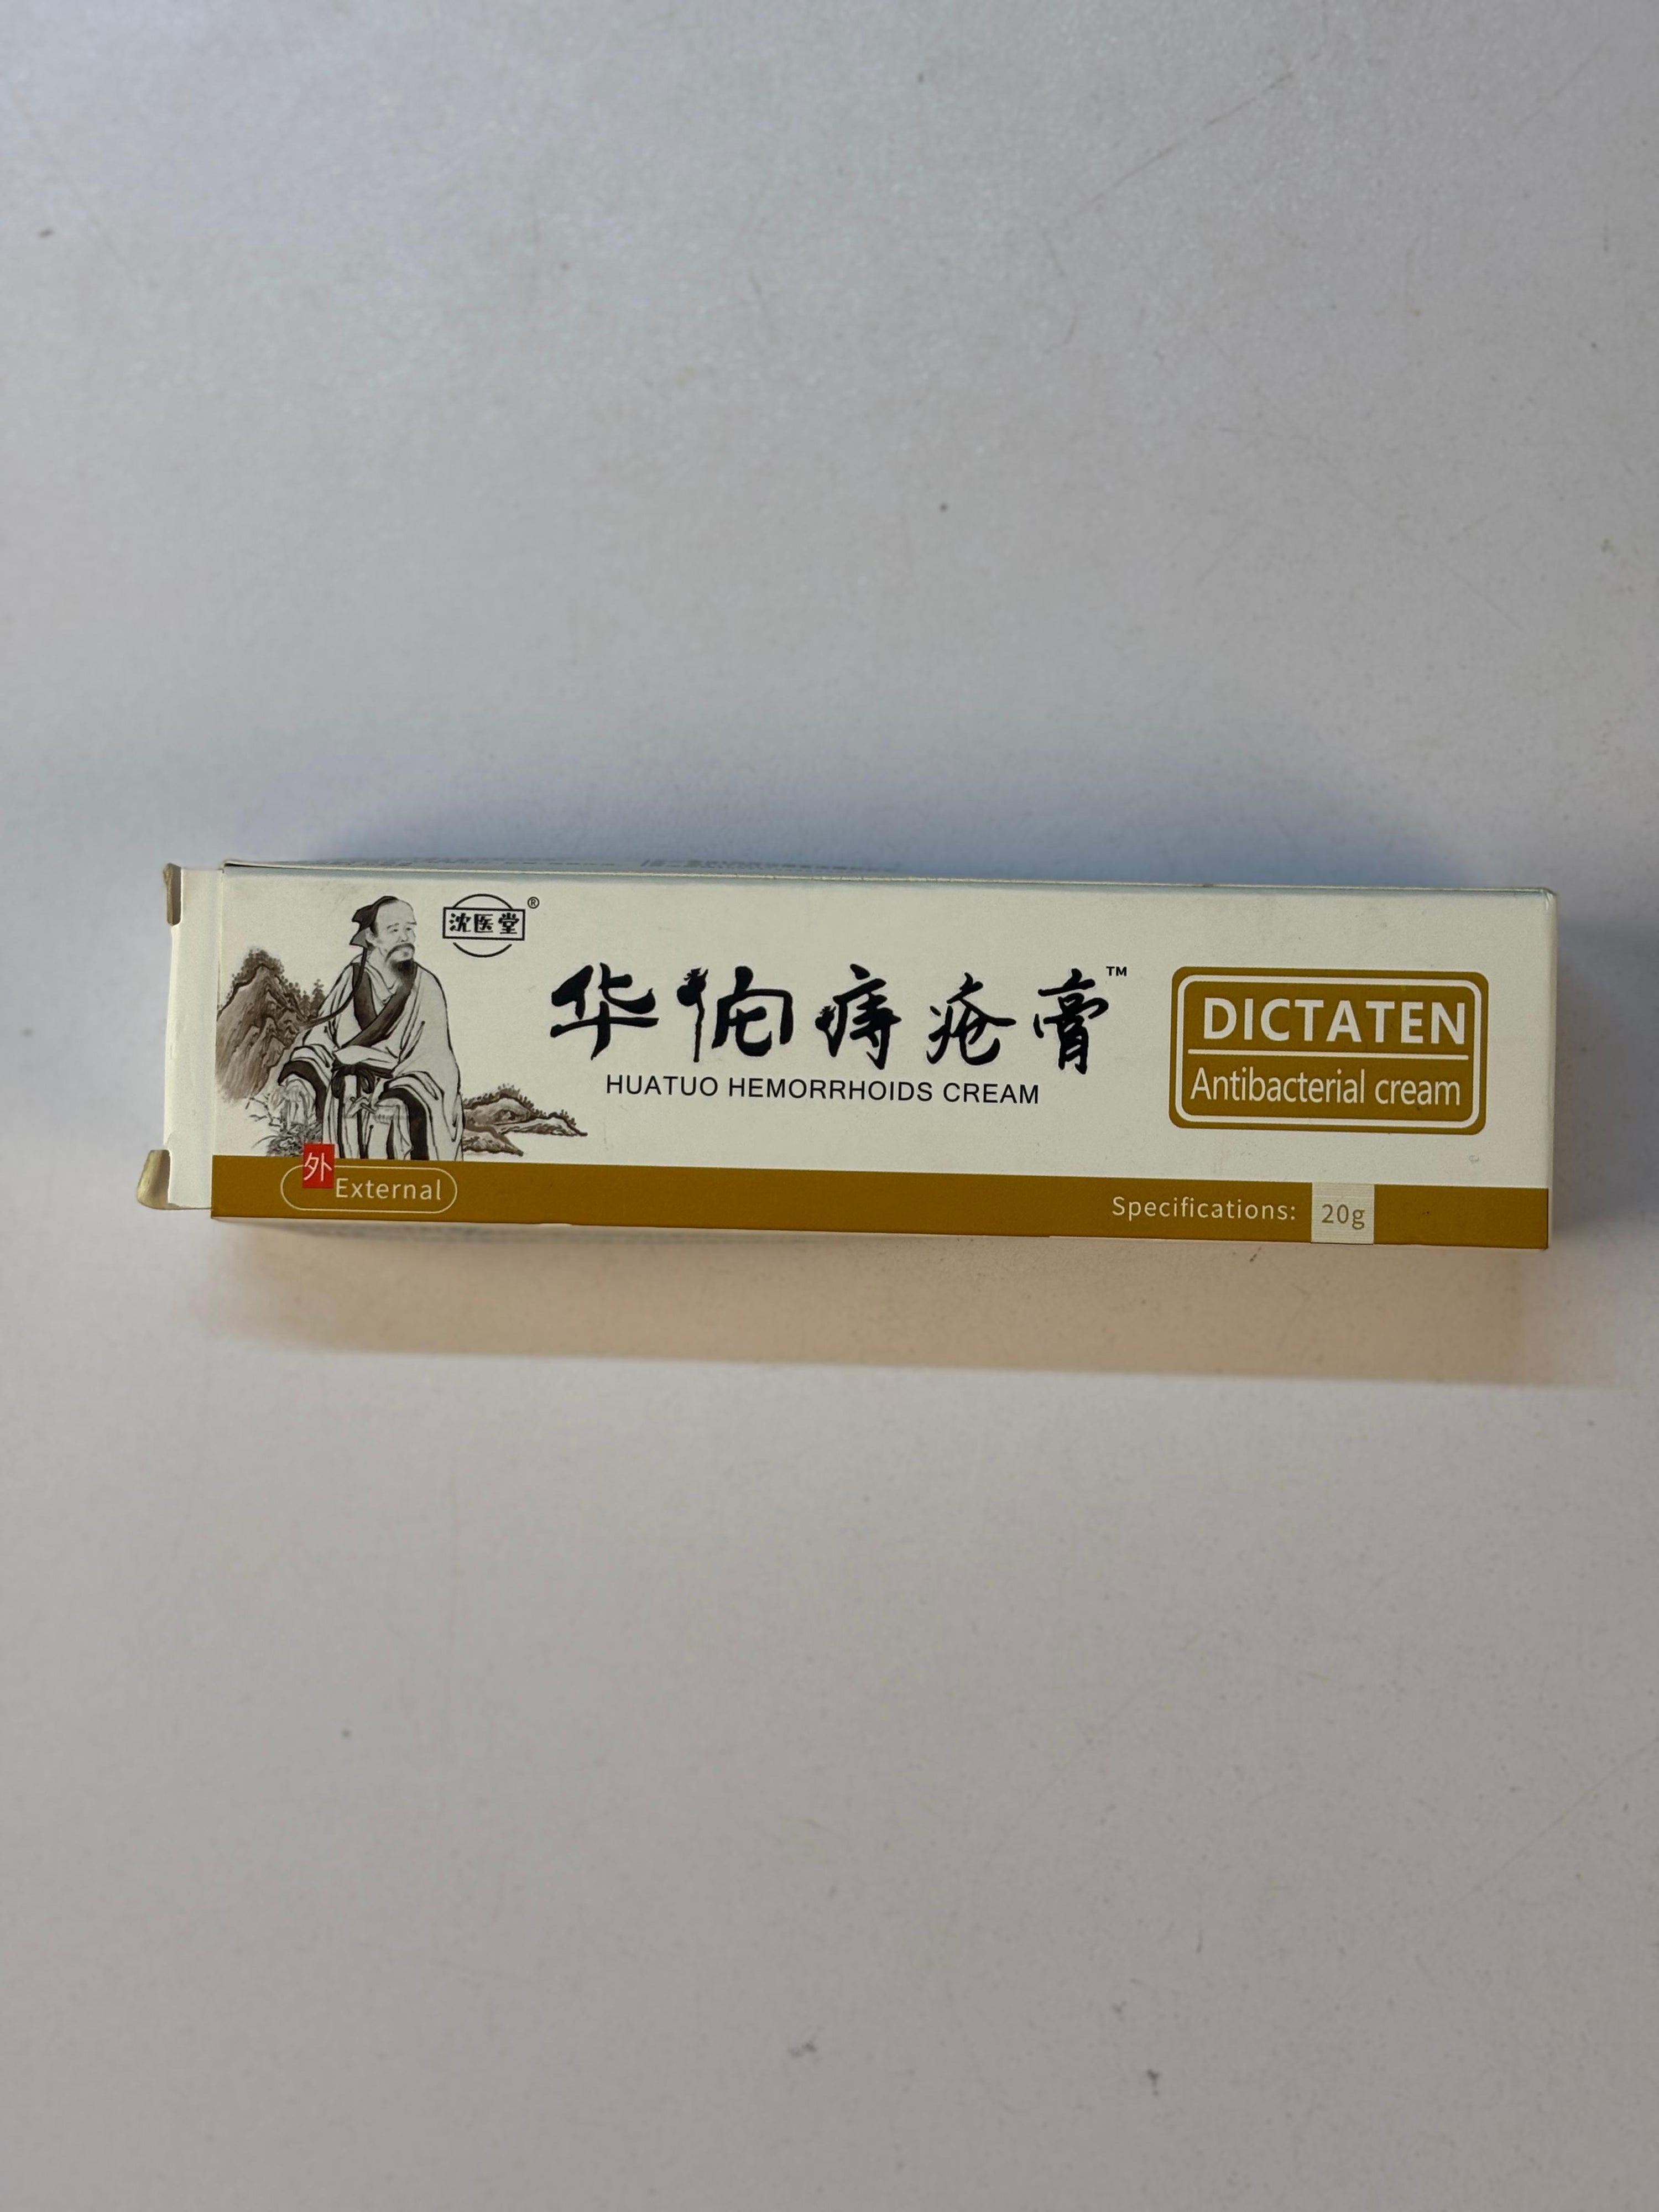 沈医堂®
华佗痔疮膏™
HUATUO HEMORRHOIDS CREAM
DICTATEN
Antibacterial cream
外
External
Specifications: 20g